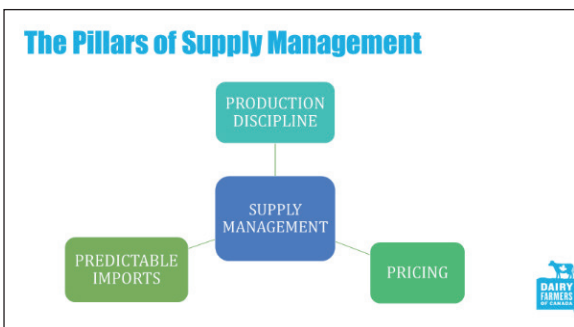 The Pillars of Supply Management
PRODUCTION
DISCIPLINE
SUPPLY
MANAGEMENT
PREDICTABLE
IMPORTS
PRICING
DAIRY
FARMERS
OF CANADA